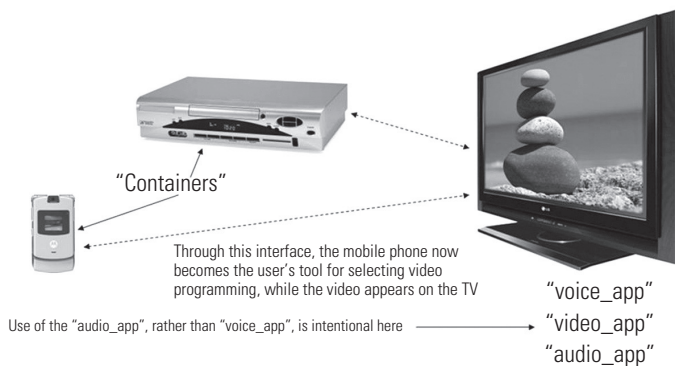 "Containers"
Through this interface, the mobile phone now
becomes the user's tool for selecting video
programming, while the video appears on the TV
"voice_app"
Use of the "audio_app", rather than "voice_app", is intentional here
"video_app"
"audio_app"